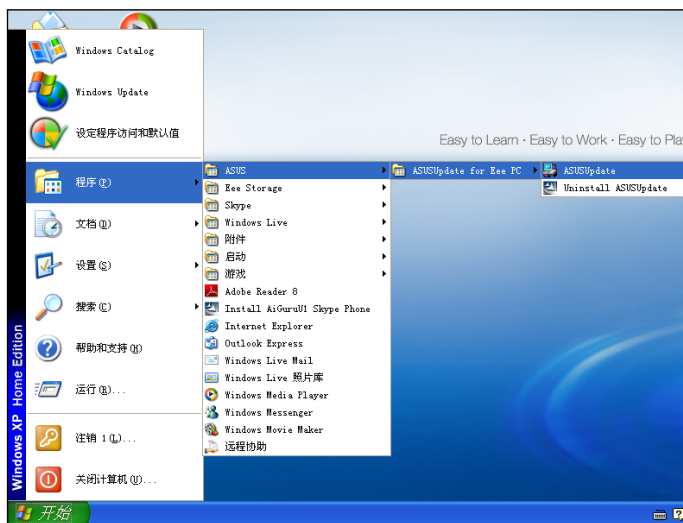 Windows Catalog
Windows Update
设定程序访问和默认值
程序(P)
文档(D)
设置(S)
搜索(C)
帮助和支持(H)
运行(R)...
注销 1(L)...
关闭计算机(U)...
Windows XP Home Edition
开始
Easy to Learn · Easy to Work · Easy to Pla
ASUS
Eee Storage
Skype
Windows Live
附件
启动
游戏
Adobe Reader 8
Install AiGuruU1 Skype Phone
Internet Explorer
Outlook Express
Windows Live Mail
Windows Live 照片库
Windows Media Player
Windows Messenger
Windows Movie Maker
远程协助
ASUSUpdate for Eee PC
ASUSUpdate
Uninstall ASUSUpdate